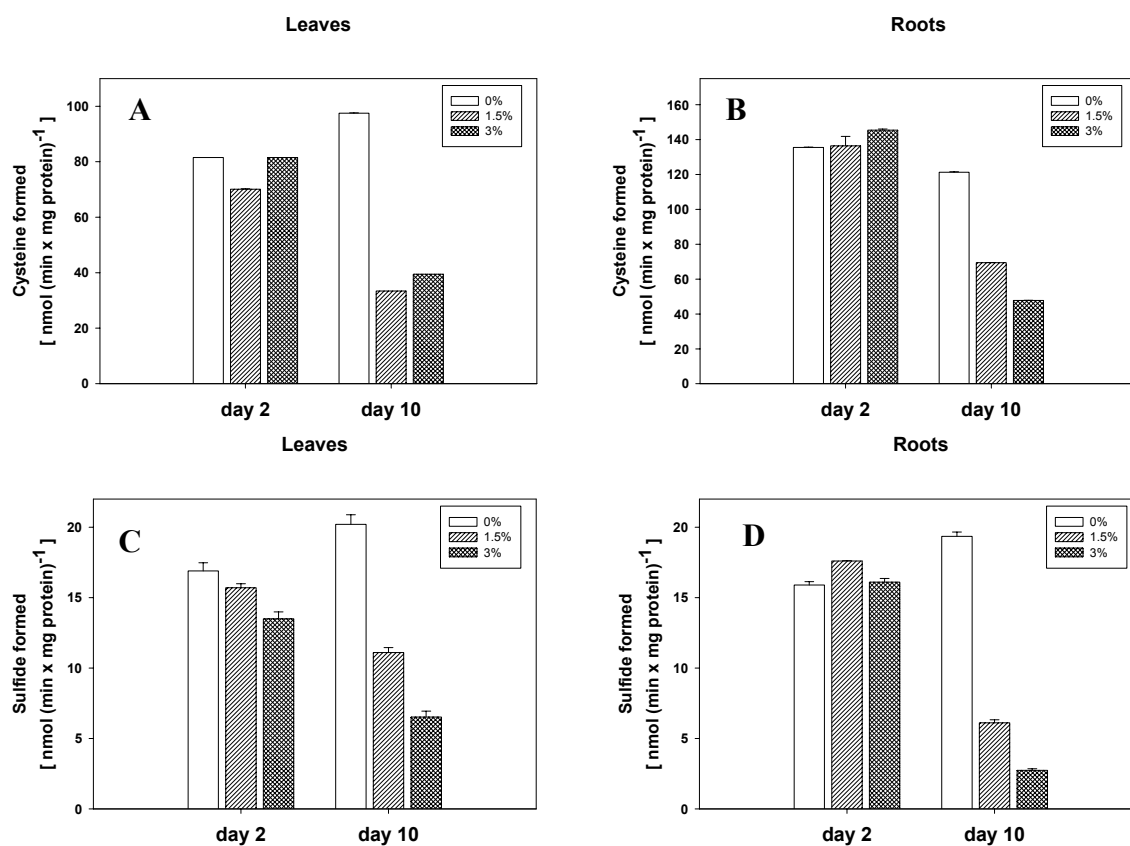 Leaves
A
0%
1.5%
3%
Cysteine formed
[ nmol (min x mg protein)⁻¹ ]
100
80
60
40
20
0
day 2
day 10
Roots
B
0%
1.5%
3%
Cysteine formed
[ nmol (min x mg protein)⁻¹ ]
160
140
120
100
80
60
40
20
0
day 2
day 10
Leaves
C
0%
1.5%
3%
Sulfide formed
[ nmol (min x mg protein)⁻¹ ]
20
15
10
5
0
day 2
day 10
Roots
D
0%
1.5%
3%
Sulfide formed
[ nmol (min x mg protein)⁻¹ ]
20
15
10
5
0
day 2
day 10